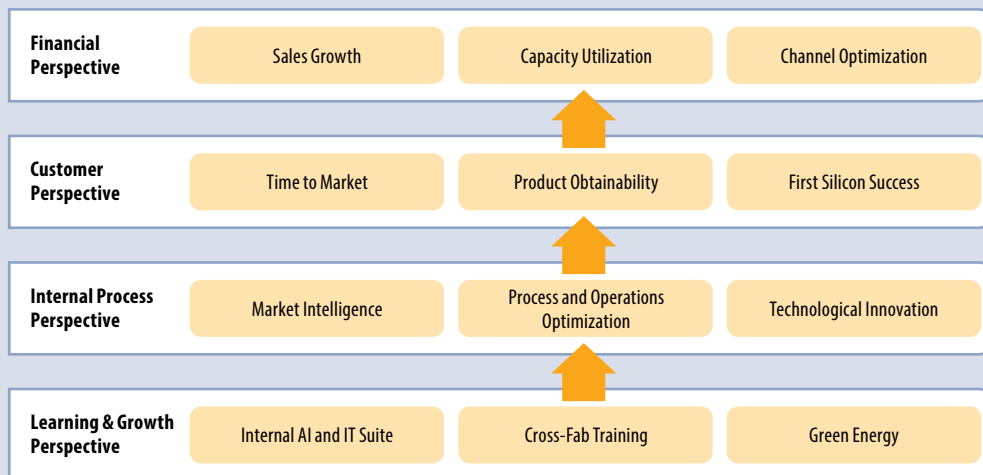 Financial
Perspective
Sales Growth
Capacity Utilization
Channel Optimization
Customer
Perspective
Time to Market
Product Obtainability
First Silicon Success
Internal Process
Perspective
Market Intelligence
Process and Operations
Optimization
Technological Innovation
Learning & Growth
Perspective
Internal AI and IT Suite
Cross-Fab Training
Green Energy